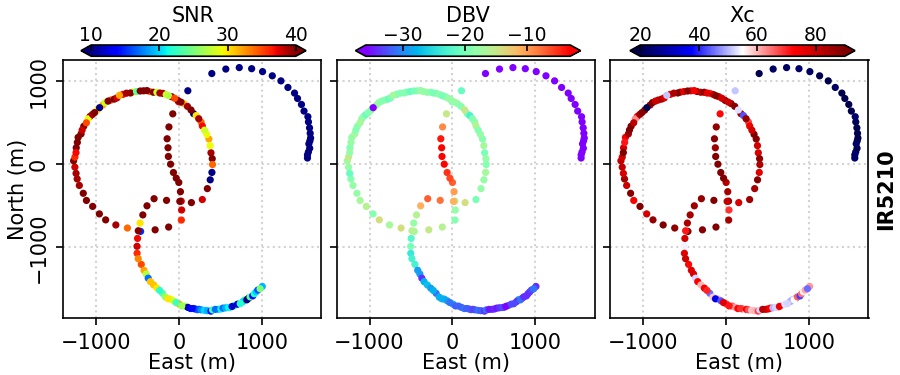 SNR DBV Xc
10 20 30 40 −30 −20 −10 20 40 60 80
1000
0
−1000
North (m)
IR5210
−1000 0 1000 −1000 0 1000 −1000 0 1000
East (m) East (m) East (m)